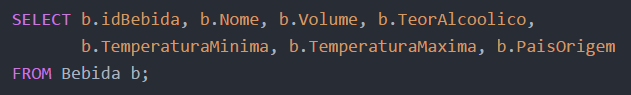 SELECT b.idBebida, b.Nome, b.Volume, b.TeorAlcoolico,
       b.TemperaturaMinima, b.TemperaturaMaxima, b.PaisOrigem
FROM Bebida b;